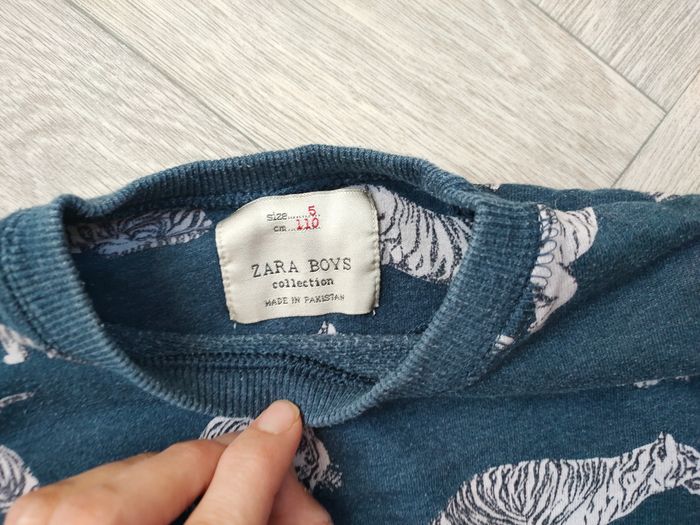 size......5.
cm...110
ZARA BOYS
collection
MADE IN PAKISTAN